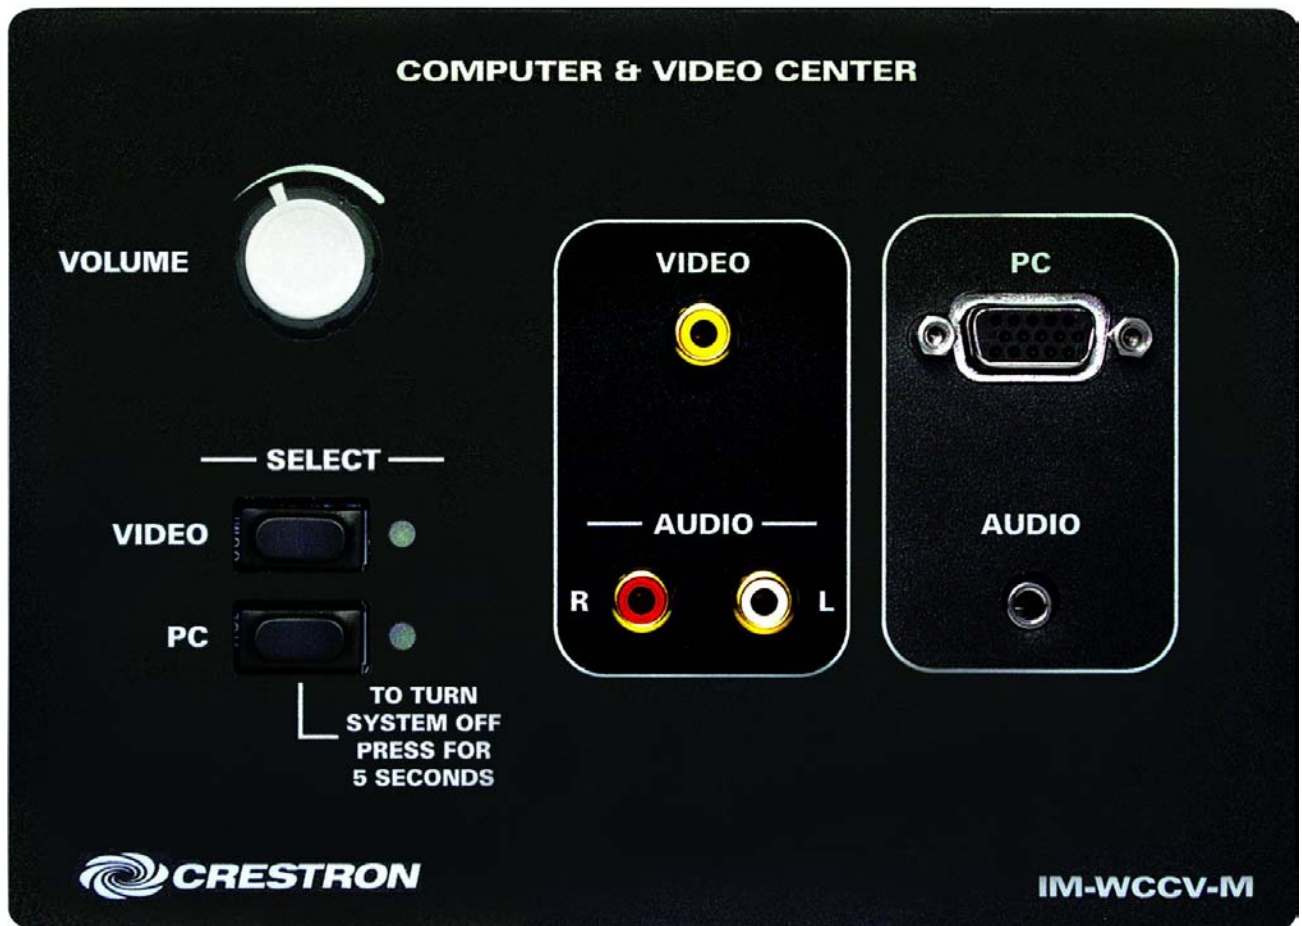 COMPUTER & VIDEO CENTER
VOLUME
SELECT
VIDEO
PC
TO TURN
SYSTEM OFF
PRESS FOR
5 SECONDS
VIDEO
AUDIO
R
L
PC
AUDIO
CRESTRON
IM-WCCV-M